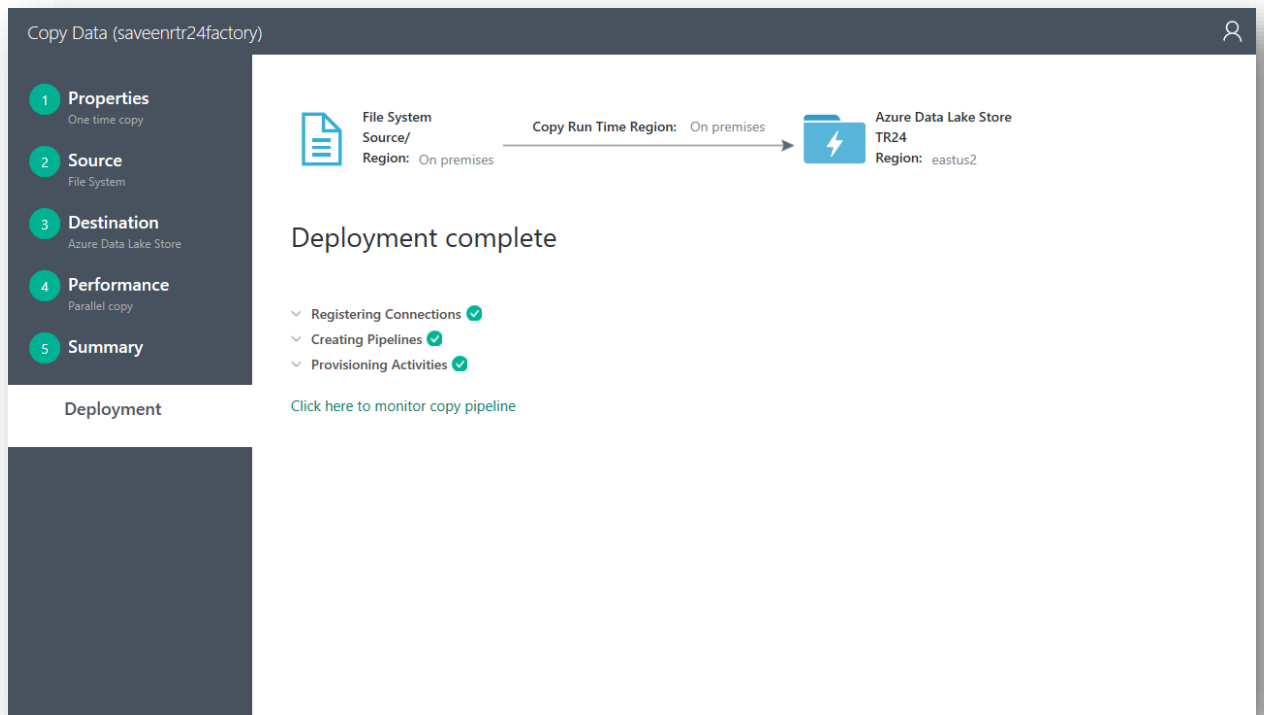 Copy Data (saveenrtr24factory)
1 Properties
One time copy
2 Source
File System
3 Destination
Azure Data Lake Store
4 Performance
Parallel copy
5 Summary
Deployment
File System
Source/
Region: On premises
Copy Run Time Region: On premises
Azure Data Lake Store
TR24
Region: eastus2
Deployment complete
Registering Connections
Creating Pipelines
Provisioning Activities
Click here to monitor copy pipeline